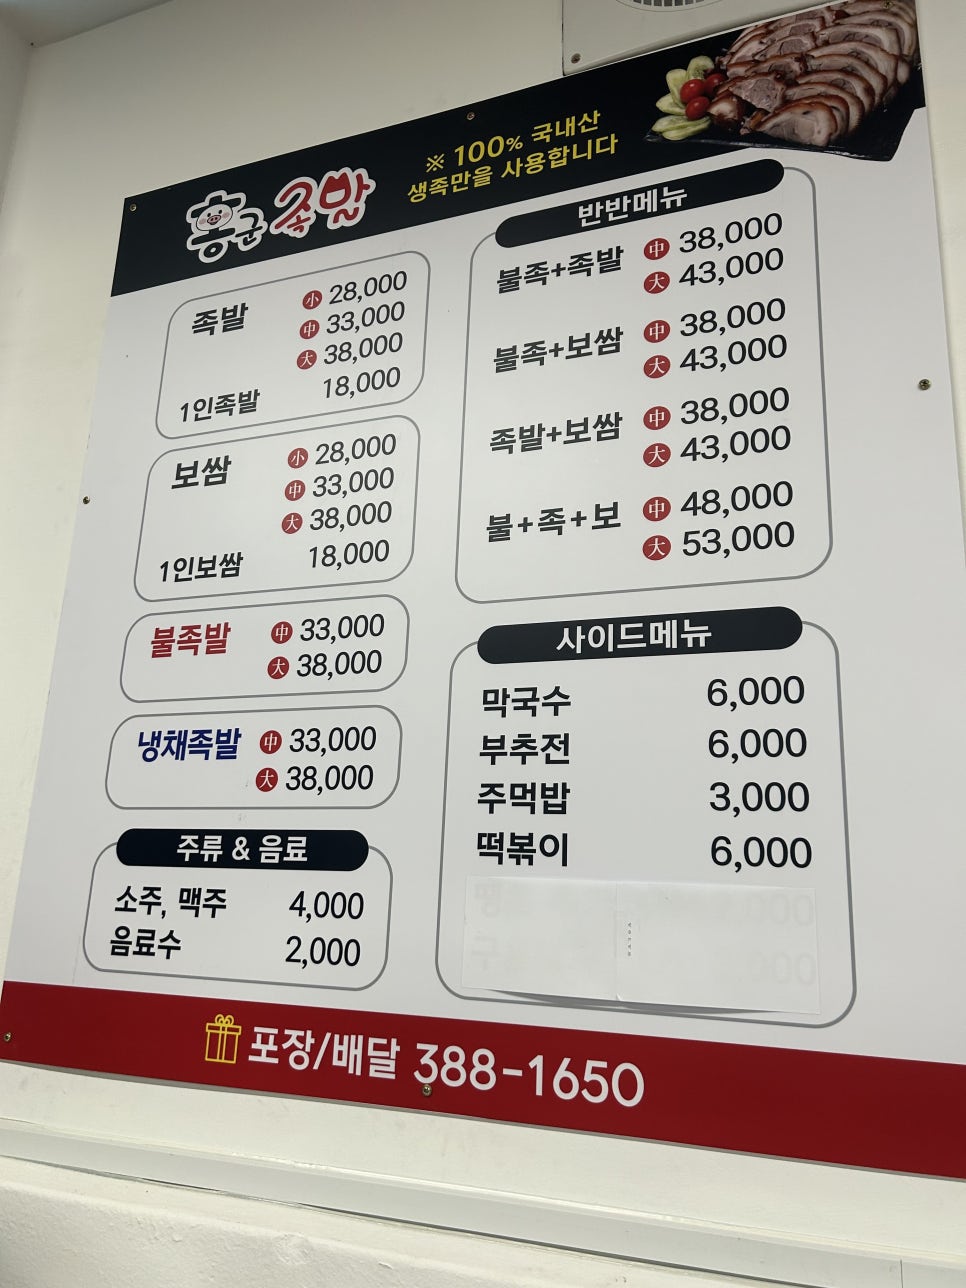 홍군 족발
※ 100% 국내산
생족만을 사용합니다
족발 小 28,000
中 33,000
大 38,000
1인족발 18,000
보쌈 小 28,000
中 33,000
大 38,000
1인보쌈 18,000
불족발 中 33,000
大 38,000
냉채족발 中 33,000
大 38,000
주류 & 음료
소주, 맥주 4,000
음료수 2,000
반반메뉴
불족+족발 中 38,000
大 43,000
불족+보쌈 中 38,000
大 43,000
족발+보쌈 中 38,000
大 43,000
불+족+보 中 48,000
大 53,000
사이드메뉴
막국수 6,000
부추전 6,000
주먹밥 3,000
떡볶이 6,000
포장/배달 388-1650